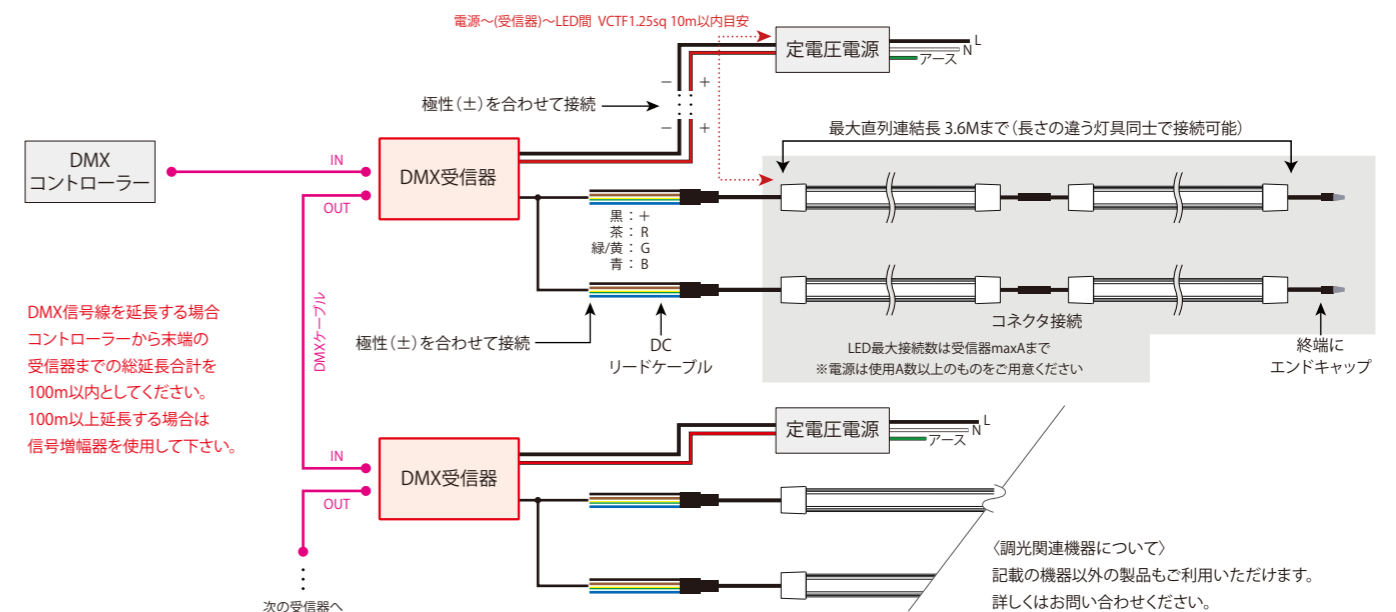 電源～(受信器)～LED間 VCTF1.25sq 10m以内目安
定電圧電源
L
N
アース
－ ＋
極性(±)を合わせて接続
－ ＋
最大直列連結長 3.6Mまで(長さの違う灯具同士で接続可能)
DMX
コントローラー
IN
OUT
DMX受信器
黒：＋
茶：R
緑/黄：G
青：B
DMXケーブル
DMX信号線を延長する場合
コントローラーから末端の
受信器までの総延長合計を
100m以内としてください。
100m以上延長する場合は
信号増幅器を使用して下さい。
極性(±)を合わせて接続
DC
リードケーブル
コネクタ接続
LED最大接続数は受信器maxAまで
※電源は使用A数以上のものをご用意ください
終端に
エンドキャップ
定電圧電源
L
N
アース
IN
OUT
DMX受信器
次の受信器へ
〈調光関連機器について〉
記載の機器以外の製品もご利用いただけます。
詳しくはお問い合わせください。